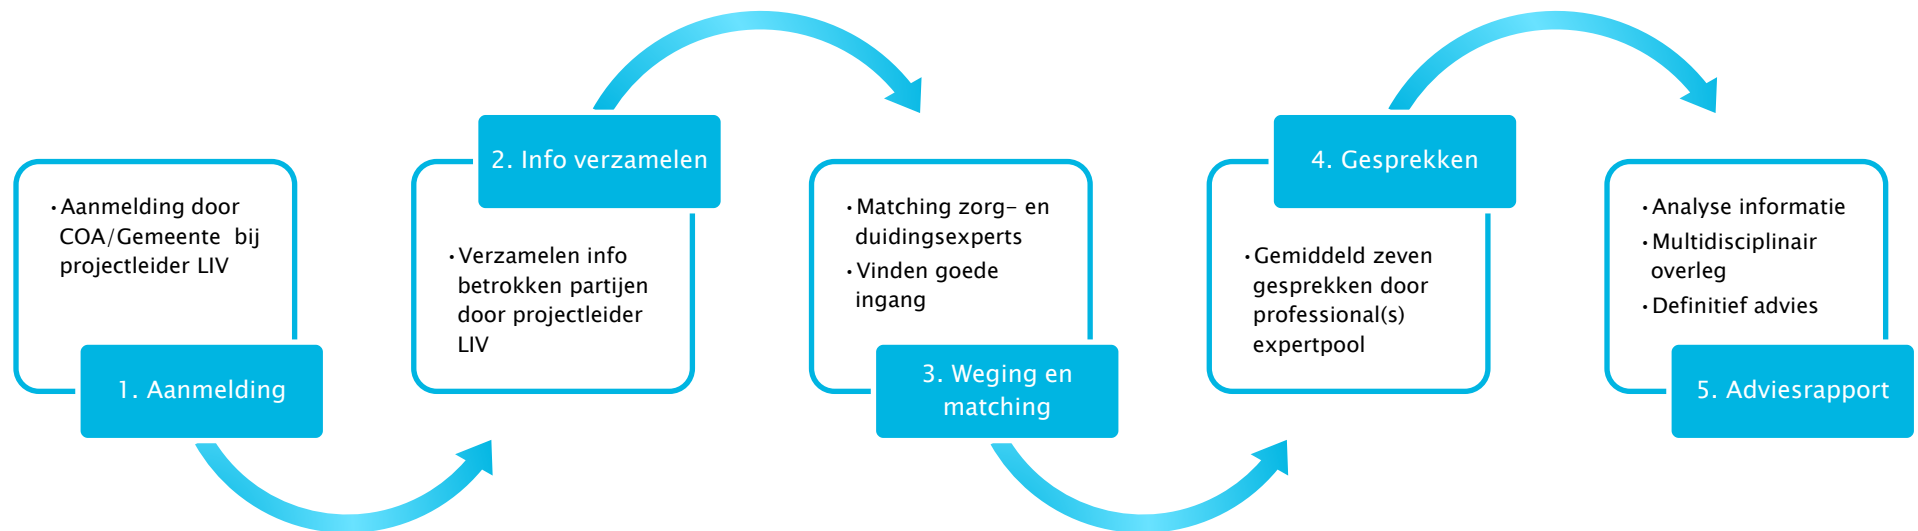 ·Aanmelding door
COA/Gemeente bij
projectleider LIV
1. Aanmelding
2. Info verzamelen
·Verzamelen info
betrokken partijen
door projectleider
LIV
·Matching zorg- en
duidingsexperts
·Vinden goede
ingang
3. Weging en
matching
4. Gesprekken
·Gemiddeld zeven
gesprekken door
professional(s)
expertpool
·Analyse informatie
·Multidisciplinair
overleg
·Definitief advies
5. Adviesrapport